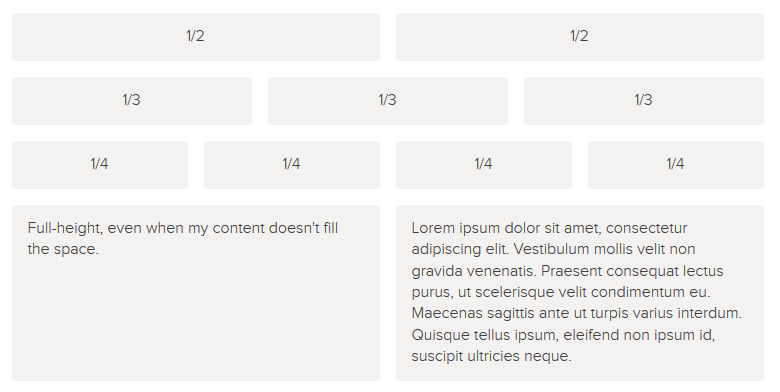 1/2 1/2
1/3 1/3 1/3
1/4 1/4 1/4 1/4
Full-height, even when my content doesn't fill
the space.
Lorem ipsum dolor sit amet, consectetur
adipiscing elit. Vestibulum mollis velit non
gravida venenatis. Praesent consequat lectus
purus, ut scelerisque velit condimentum eu.
Maecenas sagittis ante ut turpis varius interdum.
Quisque tellus ipsum, eleifend non ipsum id,
suscipit ultricies neque.